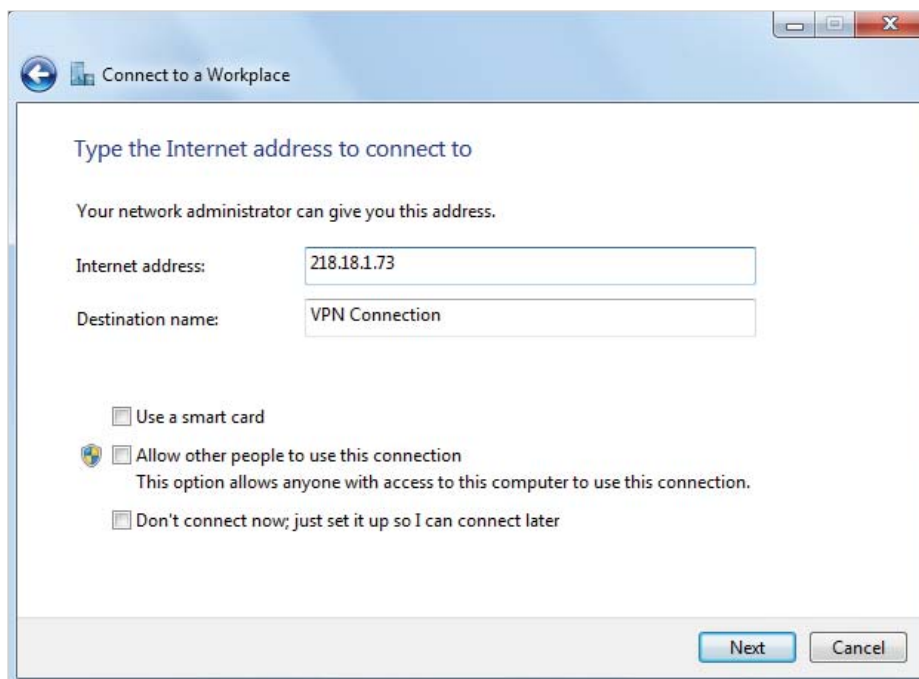 Connect to a Workplace
Type the Internet address to connect to
Your network administrator can give you this address.
Internet address: 218.18.1.73
Destination name: VPN Connection
Use a smart card
Allow other people to use this connection
This option allows anyone with access to this computer to use this connection.
Don't connect now; just set it up so I can connect later
Next Cancel